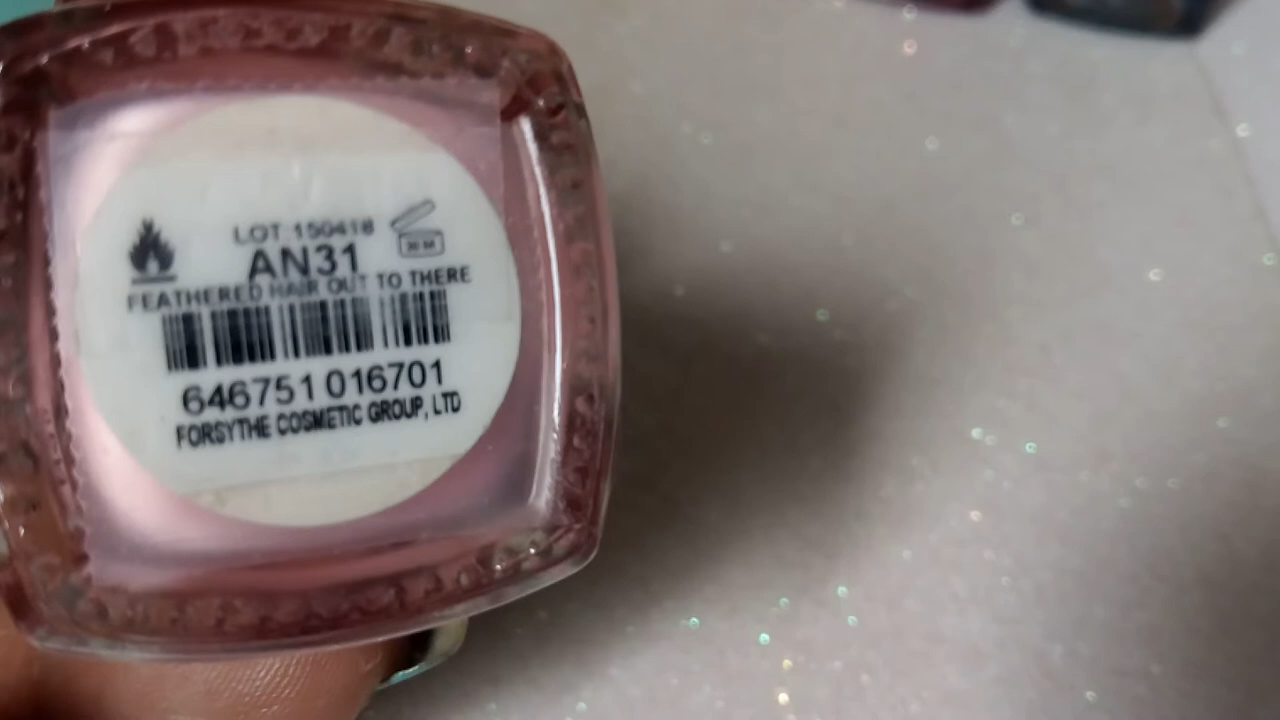 LOT 150418
AN31
FEATHERED HAIR OUT TO THERE
646751 016701
FORSYTHE COSMETIC GROUP, LTD